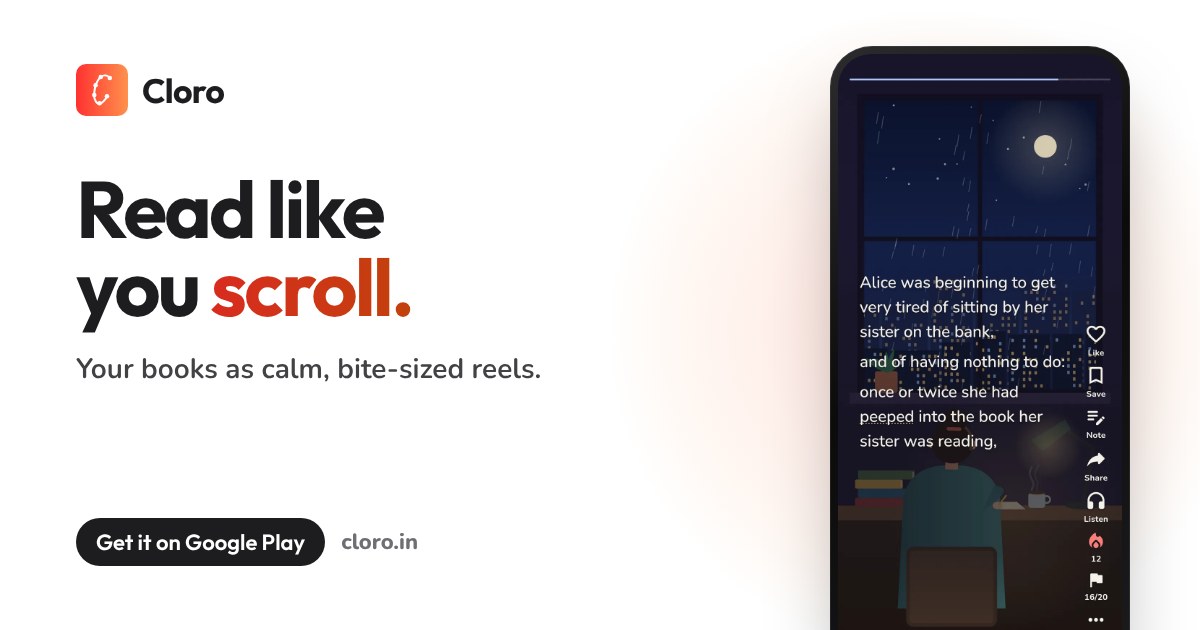 Cloro
Read like
you scroll.
Your books as calm, bite-sized reels.
Get it on Google Play
cloro.in
Alice was beginning to get
very tired of sitting by her
sister on the bank,
and of having nothing to do:
once or twice she had
peeped into the book her
sister was reading,
Like
Save
Note
Share
Listen
12
16/20